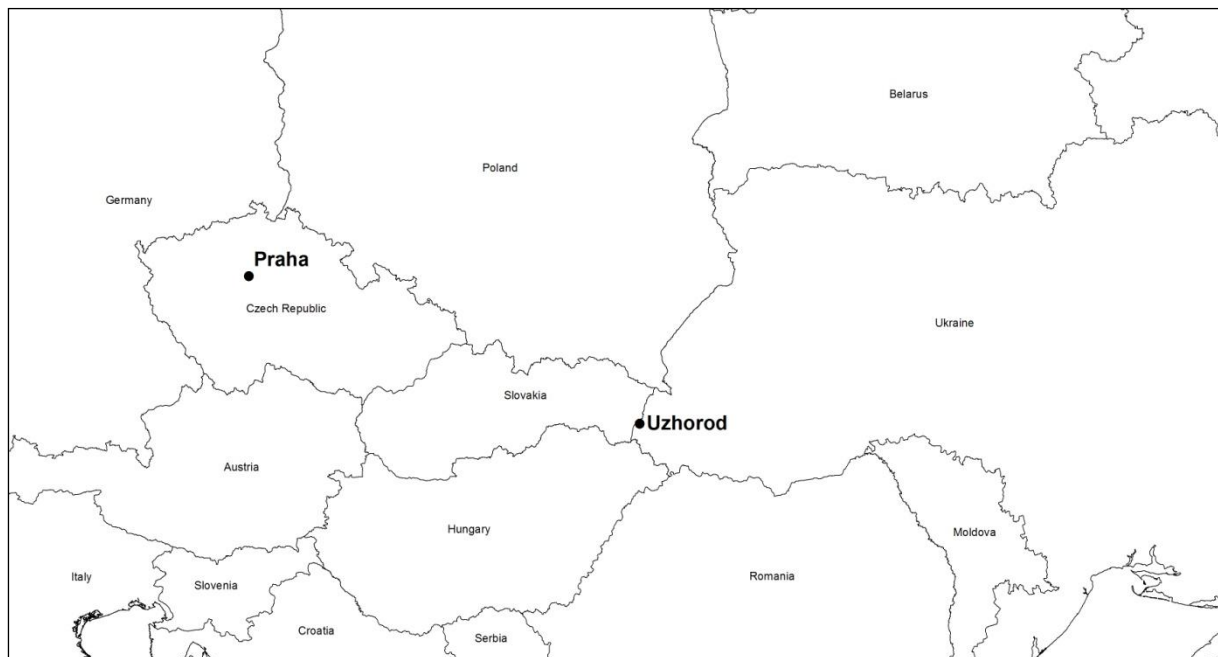 Belarus
Poland
Germany
Praha
Czech Republic
Ukraine
Slovakia
Uzhorod
Austria
Hungary
Moldova
Italy
Slovenia
Romania
Croatia
Serbia